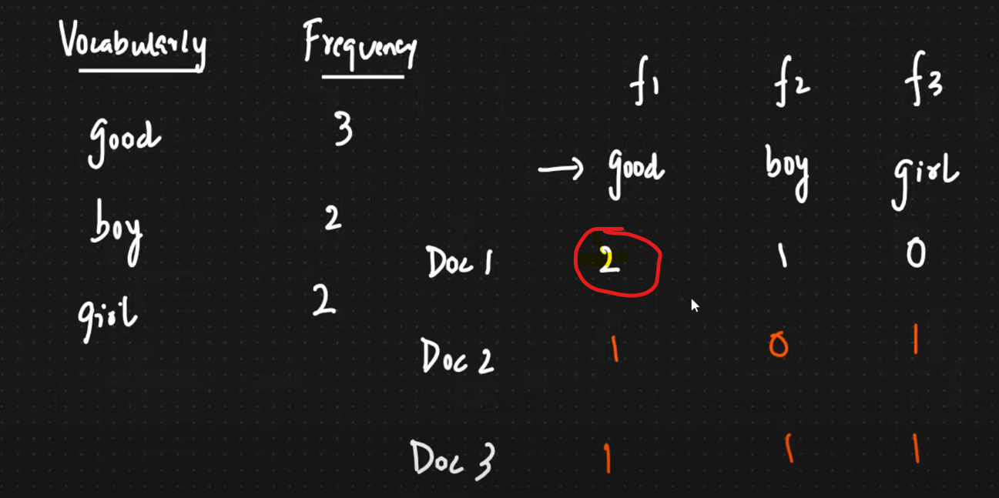 Vocabularly Frequency
f1 f2 f3
good 3
→ good boy girl
boy 2
Doc 1 2 1 0
girl 2
Doc 2 1 0 1
Doc 3 1 1 1